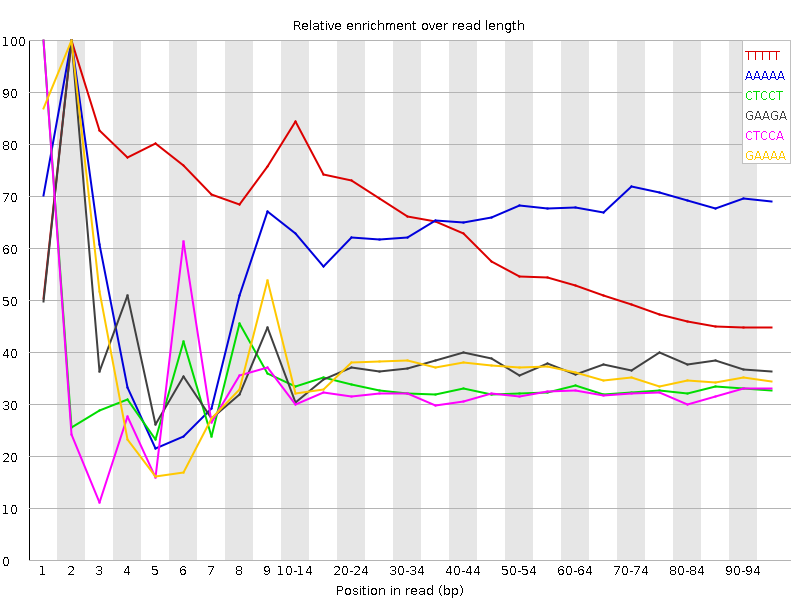 Relative enrichment over read length
100
90
80
70
60
50
40
30
20
10
0
TTTTT
AAAAA
CTCCT
GAAGA
CTCCA
GAAAA
1 2 3 4 5 6 7 8 9 10-14 20-24 30-34 40-44 50-54 60-64 70-74 80-84 90-94
Position in read (bp)